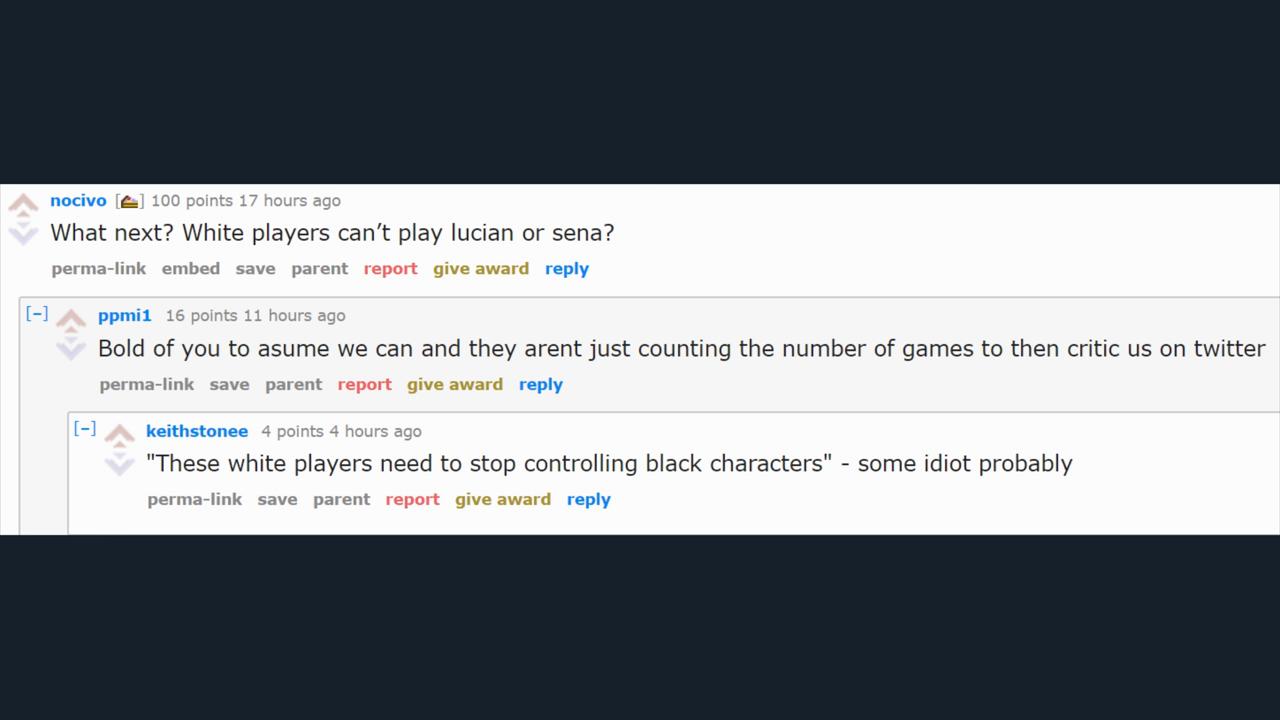 nocivo [🍰] 100 points 17 hours ago
What next? White players can’t play lucian or sena?
perma-link embed save parent report give award reply
[–] ppmi1 16 points 11 hours ago
Bold of you to asume we can and they arent just counting the number of games to then critic us on twitter
perma-link save parent report give award reply
[–] keithstonee 4 points 4 hours ago
"These white players need to stop controlling black characters" - some idiot probably
perma-link save parent report give award reply